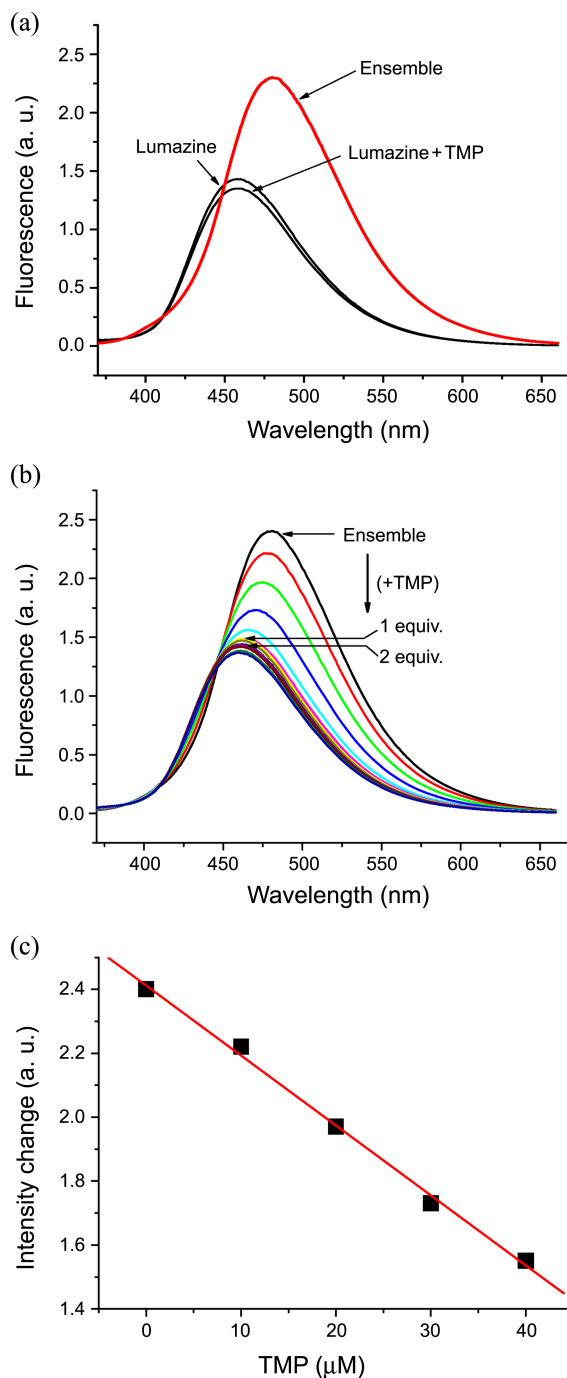 (a)
Fluorescence (a. u.)
2.5
2.0
1.5
1.0
0.5
0.0
Ensemble
Lumazine
Lumazine + TMP
400 450 500 550 600 650
Wavelength (nm)
(b)
Fluorescence (a. u.)
2.5
2.0
1.5
1.0
0.5
0.0
Ensemble
(+TMP)
1 equiv.
2 equiv.
400 450 500 550 600 650
Wavelength (nm)
(c)
Intensity change (a. u.)
2.4
2.2
2.0
1.8
1.6
1.4
0 10 20 30 40
TMP (μM)